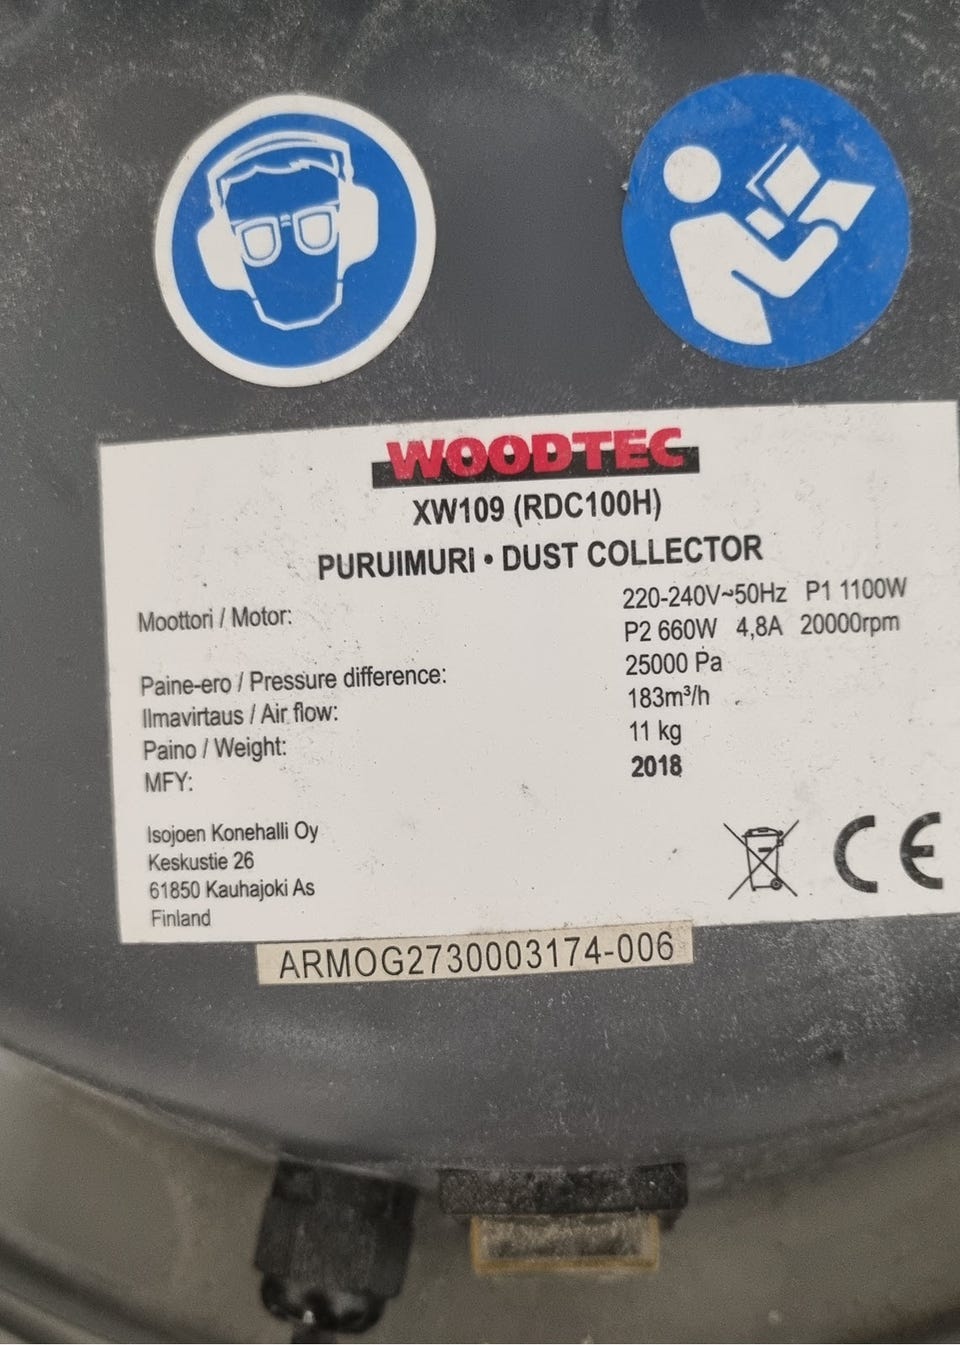 WOODTEC
XW109 (RDC100H)
PURUIMURI • DUST COLLECTOR
Moottori / Motor: 220-240V~50Hz P1 1100W
P2 660W 4,8A 20000rpm
Paine-ero / Pressure difference: 25000 Pa
Ilmavirtaus / Air flow: 183m³/h
Paino / Weight: 11 kg
MFY: 2018
Isojoen Konehalli Oy
Keskustie 26
61850 Kauhajoki As
Finland
CE
ARMOG2730003174-006